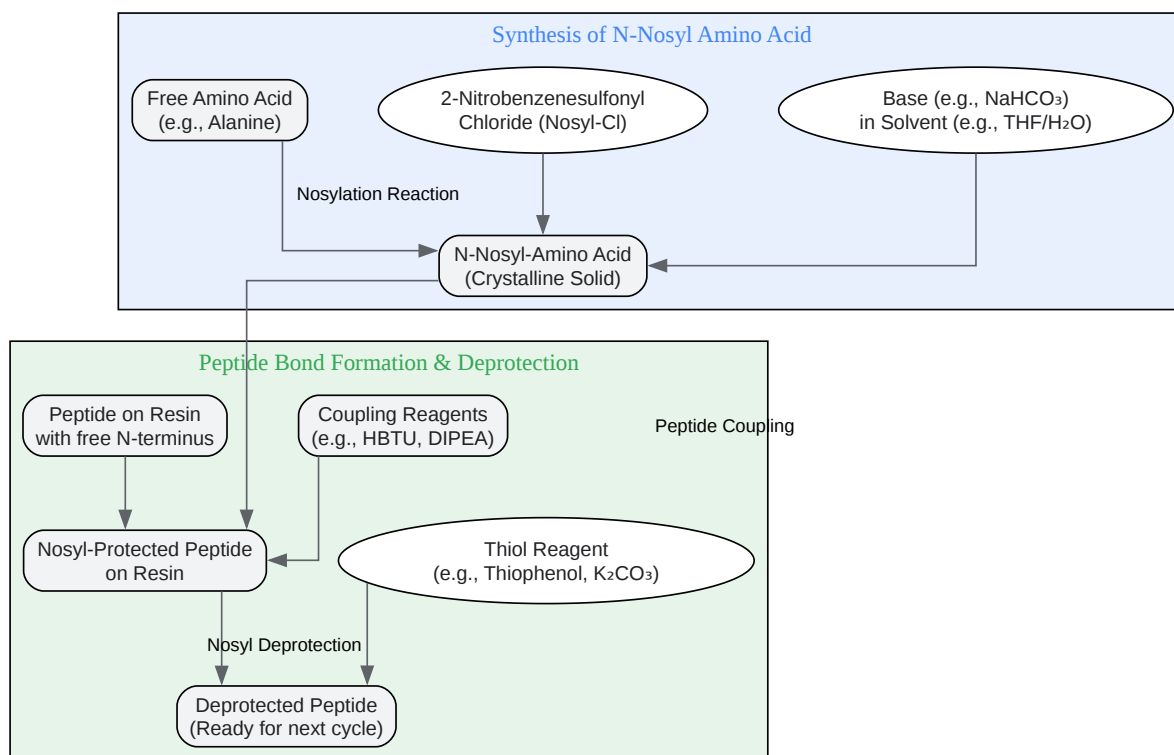 Synthesis of N-Nosyl Amino Acid
Free Amino Acid
(e.g., Alanine)
2-Nitrobenzenesulfonyl
Chloride (Nosyl-Cl)
Base (e.g., NaHCO₃)
in Solvent (e.g., THF/H₂O)
Nosylation Reaction
N-Nosyl-Amino Acid
(Crystalline Solid)
Peptide Bond Formation & Deprotection
Peptide on Resin
with free N-terminus
Coupling Reagents
(e.g., HBTU, DIPEA)
Peptide Coupling
Nosyl-Protected Peptide
on Resin
Thiol Reagent
(e.g., Thiophenol, K₂CO₃)
Nosyl Deprotection
Deprotected Peptide
(Ready for next cycle)